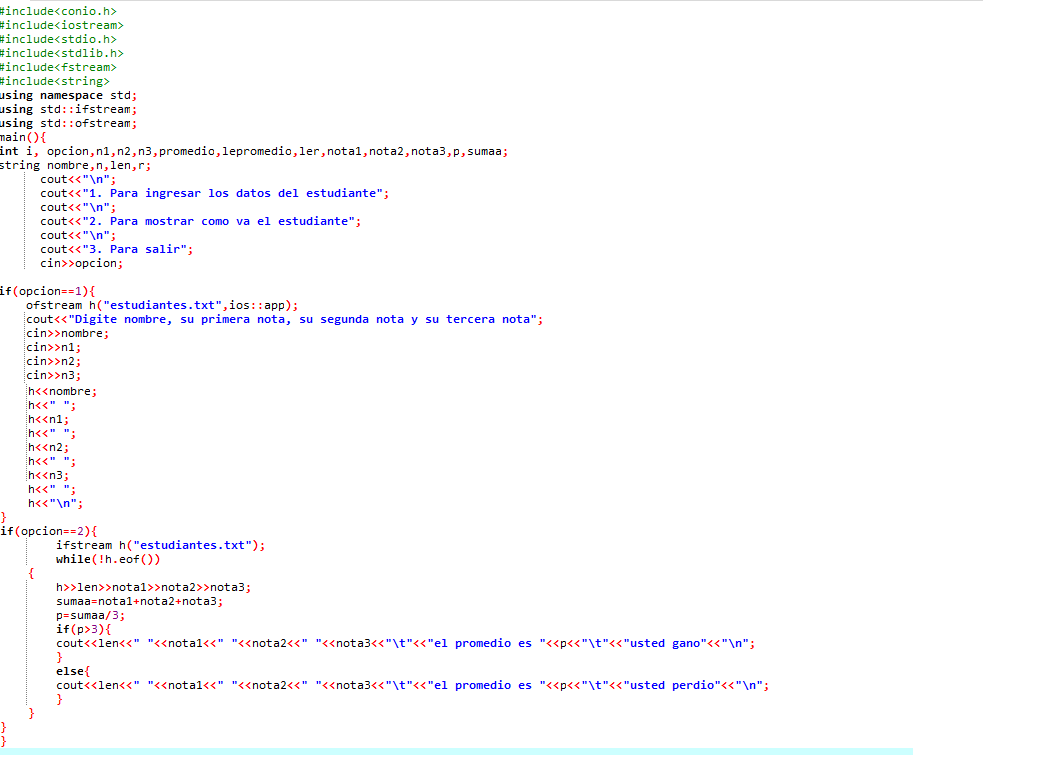 #include<conio.h>
#include<iostream>
#include<stdio.h>
#include<stdlib.h>
#include<fstream>
#include<string>
using namespace std;
using std::ifstream;
using std::ofstream;
main(){
int i, opcion,n1,n2,n3,promedio,lepromedio,ler,nota1,nota2,nota3,p,sumaa;
string nombre,n,len,r;
cout<<"\n";
cout<<"1. Para ingresar los datos del estudiante";
cout<<"\n";
cout<<"2. Para mostrar como va el estudiante";
cout<<"\n";
cout<<"3. Para salir";
cin>>opcion;
if(opcion==1){
ofstream h("estudiantes.txt",ios::app);
cout<<"Digite nombre, su primera nota, su segunda nota y su tercera nota";
cin>>nombre;
cin>>n1;
cin>>n2;
cin>>n3;
h<<nombre;
h<<" ";
h<<n1;
h<<" ";
h<<n2;
h<<" ";
h<<n3;
h<<" ";
h<<"\n";
}
if(opcion==2){
ifstream h("estudiantes.txt");
while(!h.eof())
{
h>>len>>nota1>>nota2>>nota3;
sumaa=nota1+nota2+nota3;
p=sumaa/3;
if(p>3){
cout<<len<<" "<<nota1<<" "<<nota2<<" "<<nota3<<"\t"<<"el promedio es "<<p<<"\t"<<"usted gano"<<"\n";
}
else{
cout<<len<<" "<<nota1<<" "<<nota2<<" "<<nota3<<"\t"<<"el promedio es "<<p<<"\t"<<"usted perdio"<<"\n";
}
}
}
}